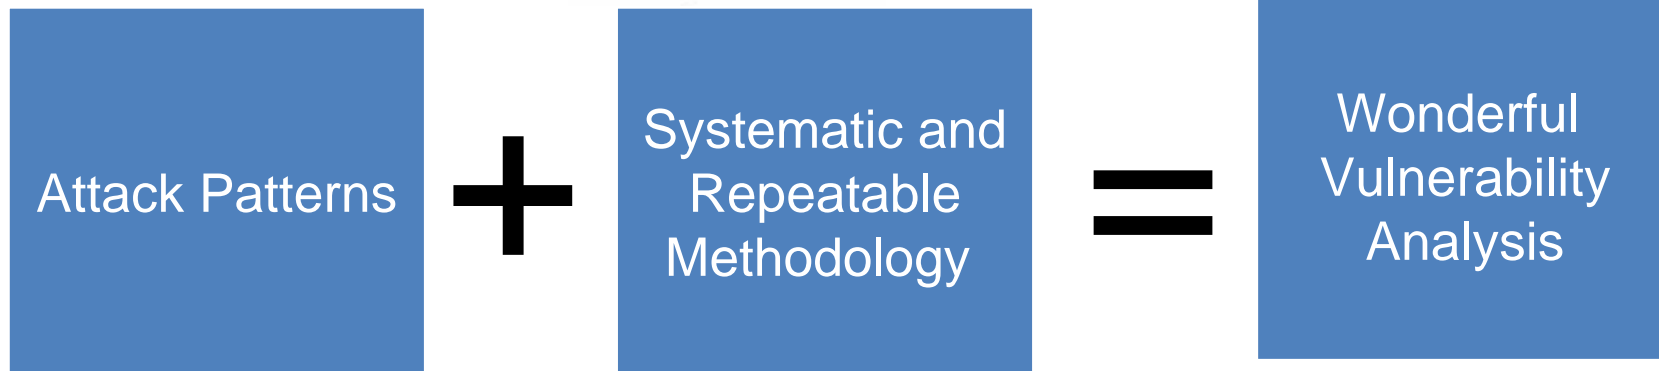 Attack Patterns
+
Systematic and
Repeatable
Methodology
=
Wonderful
Vulnerability
Analysis